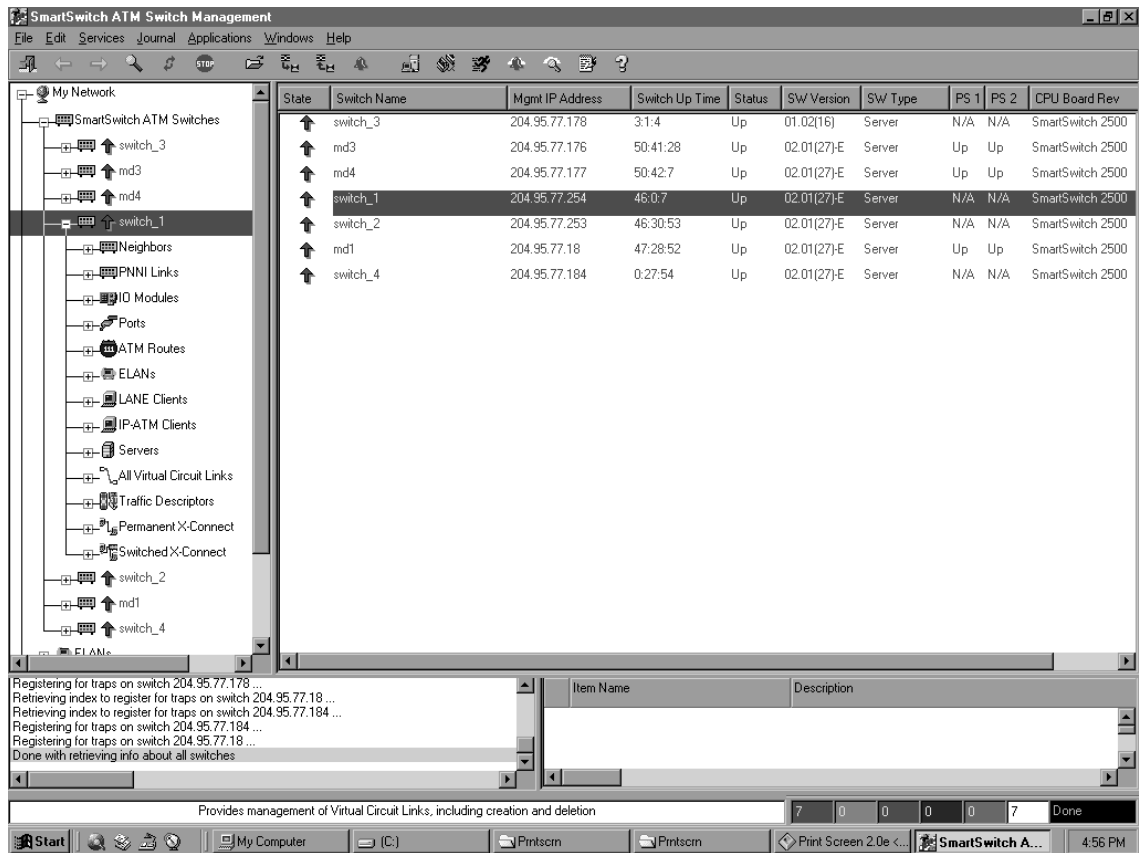 SmartSwitch ATM Switch Management
File Edit Services Journal Applications Windows Help
STOP
My Network
SmartSwitch ATM Switches
switch_3
md3
md4
switch_1
Neighbors
PNNI Links
IO Modules
Ports
ATM Routes
ELANs
LANE Clients
IP-ATM Clients
Servers
All Virtual Circuit Links
Traffic Descriptors
Permanent X-Connect
Switched X-Connect
switch_2
md1
switch_4
ELANs
State Switch Name Mgmt IP Address Switch Up Time Status SW Version SW Type PS 1 PS 2 CPU Board Rev
switch_3 204.95.77.178 3:1:4 Up 01.02(16) Server N/A N/A SmartSwitch 2500
md3 204.95.77.176 50:41:28 Up 02.01(27)-E Server Up Up SmartSwitch 2500
md4 204.95.77.177 50:42:7 Up 02.01(27)-E Server Up Up SmartSwitch 2500
switch_1 204.95.77.254 46:0:7 Up 02.01(27)-E Server N/A N/A SmartSwitch 2500
switch_2 204.95.77.253 46:30:53 Up 02.01(27)-E Server N/A N/A SmartSwitch 2500
md1 204.95.77.18 47:28:52 Up 02.01(27)-E Server Up Up SmartSwitch 2500
switch_4 204.95.77.184 0:27:54 Up 02.01(27)-E Server N/A N/A SmartSwitch 2500
Registering for traps on switch 204.95.77.178 ...
Retrieving index to register for traps on switch 204.95.77.18 ...
Retrieving index to register for traps on switch 204.95.77.184 ...
Registering for traps on switch 204.95.77.184 ...
Registering for traps on switch 204.95.77.18 ...
Done with retrieving info about all switches
Item Name Description
Provides management of Virtual Circuit Links, including creation and deletion
7 0 0 0 0 7 Done
Start My Computer (C:) Prntscrn Prntscrn Print Screen 2.0e <... SmartSwitch A... 4:56 PM